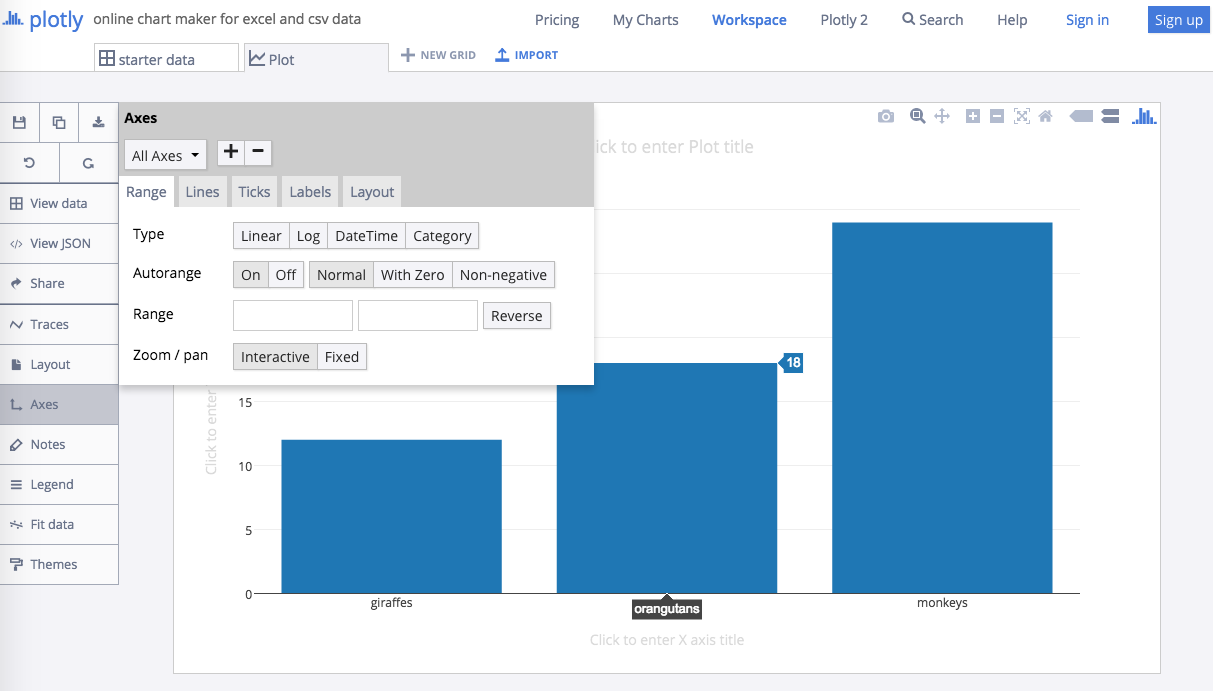 plotly online chart maker for excel and csv data Pricing My Charts Workspace Plotly 2 Search Help Sign in Sign up
starter data Plot NEW GRID IMPORT
Axes
All Axes
Range Lines Ticks Labels Layout
Type Linear Log DateTime Category
Autorange On Off Normal With Zero Non-negative
Range Reverse
Zoom / pan Interactive Fixed
View data
View JSON
Share
Traces
Layout
Axes
Notes
Legend
Fit data
Themes
ick to enter Plot title
18
Click to enter
15
10
5
0
giraffes orangutans monkeys
Click to enter X axis title